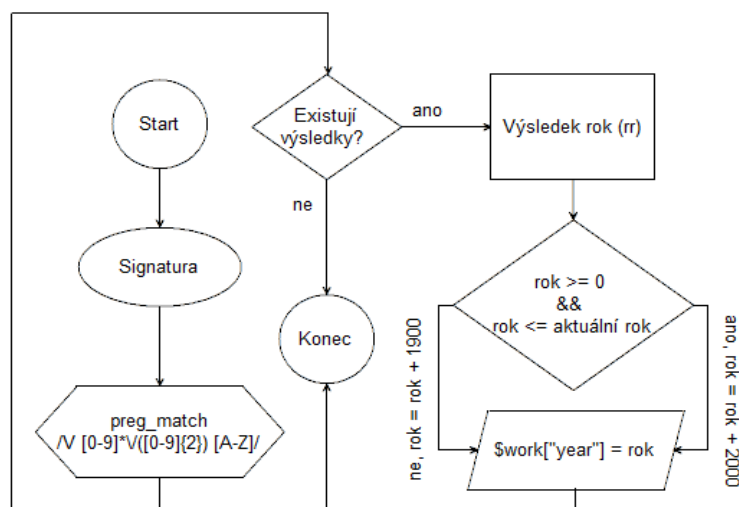 Start
Signatura
preg_match
/V [0-9]*\/([0-9]{2}) [A-Z]/
Existují
výsledky?
ano
ne
Konec
Výsledek rok (rr)
rok >= 0
&&
rok <= aktuální rok
ne, rok = rok + 1900
ano, rok = rok + 2000
$work["year"] = rok